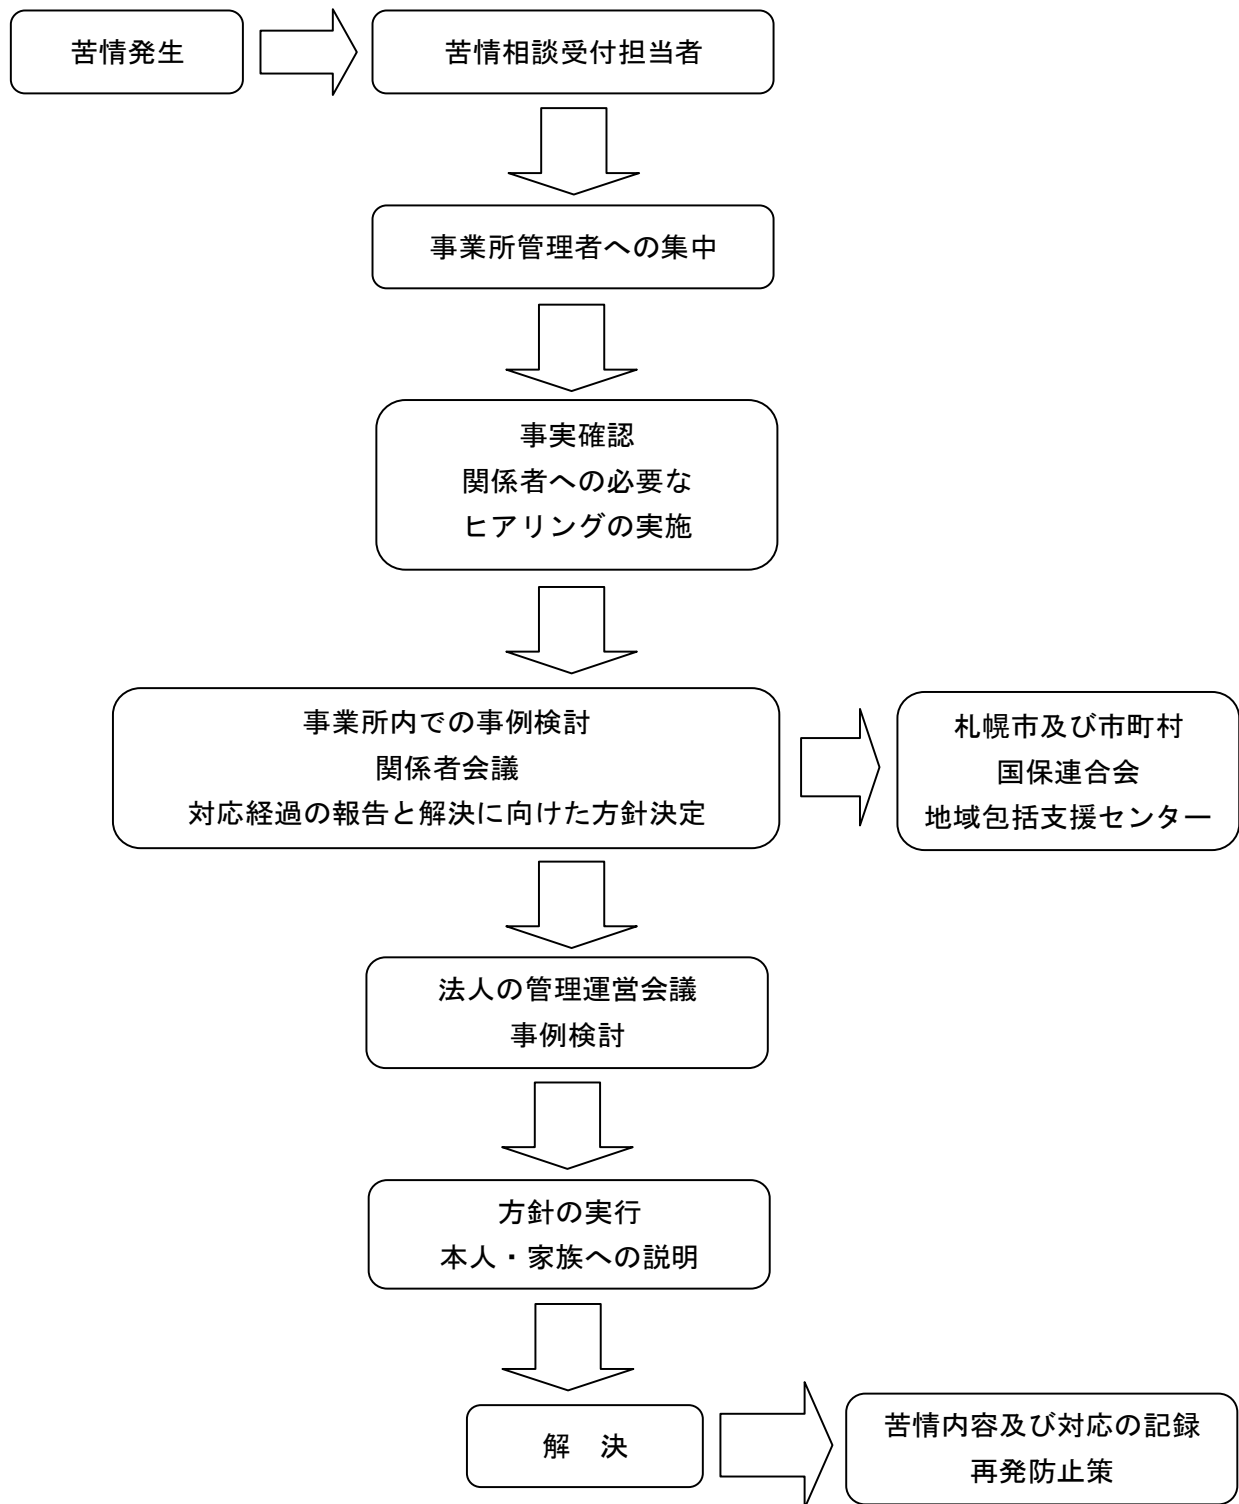 苦情発生
苦情相談受付担当者
事業所管理者への集中
事実確認
関係者への必要な
ヒアリングの実施
事業所内での事例検討
関係者会議
対応経過の報告と解決に向けた方針決定
札幌市及び市町村
国保連合会
地域包括支援センター
法人の管理運営会議
事例検討
方針の実行
本人・家族への説明
解　決
苦情内容及び対応の記録
再発防止策